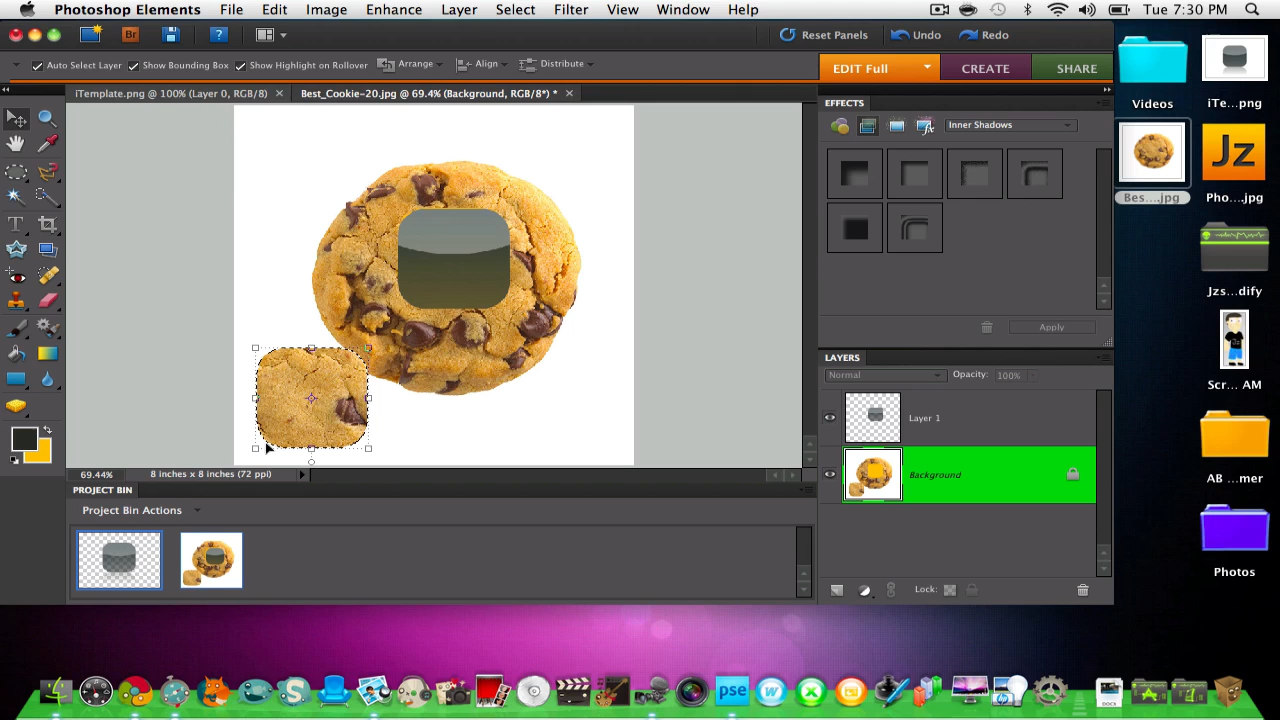 Photoshop Elements File Edit Image Enhance Layer Select Filter View Window Help Tue 7:30 PM
Br ? Reset Panels Undo Redo
Auto Select Layer Show Bounding Box Show Highlight on Rollover Arrange Align Distribute EDIT Full CREATE SHARE
iTemplate.png @ 100% (Layer 0, RGB/8) Best_Cookie-20.jpg @ 69.4% (Background, RGB/8*) *
EFFECTS
Inner Shadows
Apply
LAYERS
Normal Opacity: 100%
Layer 1
Background
Lock:
69.44% 8 inches x 8 inches (72 ppi)
PROJECT BIN
Project Bin Actions
Videos
iTe...png
Bes....jpg
Jz
Pho...jpg
Jzs...dify
Scr... AM
AB ...mer
Photos
pse
DOCX